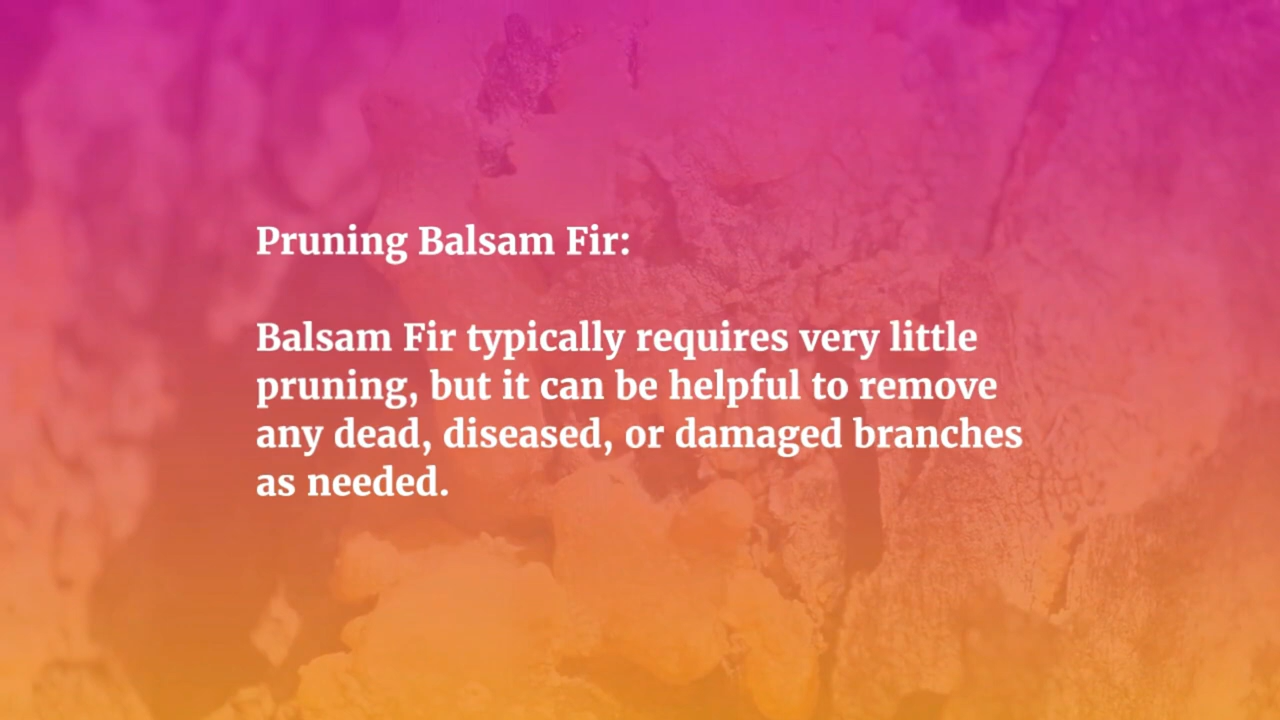 Pruning Balsam Fir:
Balsam Fir typically requires very little
pruning, but it can be helpful to remove
any dead, diseased, or damaged branches
as needed.